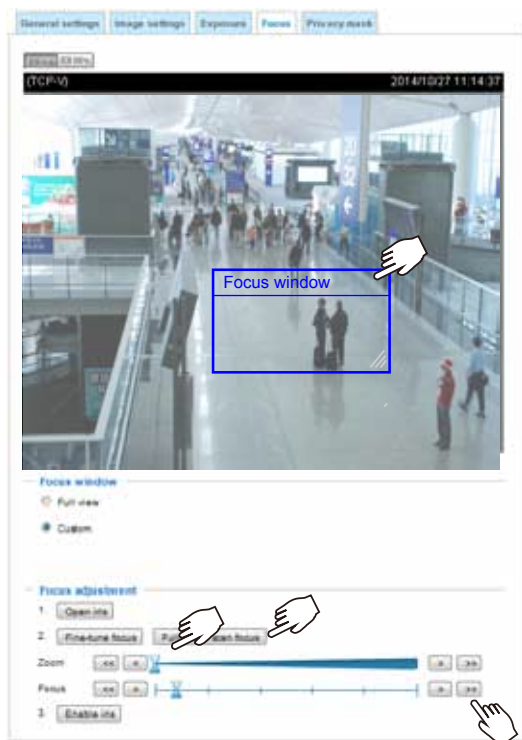 General settings Image settings Exposure Focus Privacy mask
(TCP-V) 2014/10/27 11:14:37
Focus window
Focus window
Full view
Custom
Focus adjustment
1. Open iris
2. Fine-tune focus scan focus
Zoom << < > >>
Focus << < > >>
3. Enable iris